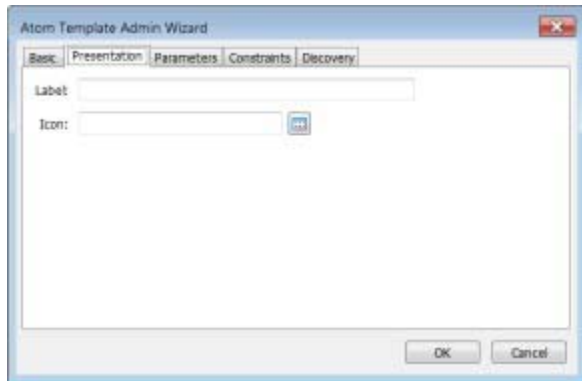 Atom Template Admin Wizard
Basic Presentation Parameters Constraints Discovery
Label:
Icon:
OK Cancel